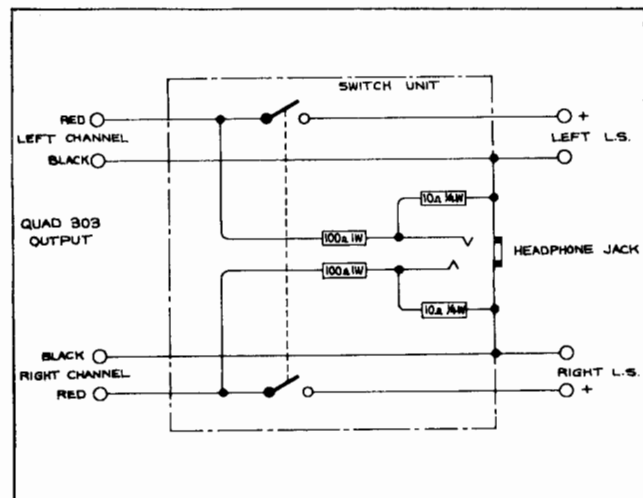 SWITCH UNIT
RED
LEFT CHANNEL
BLACK
+
LEFT L.S.
10Ω ¼W
QUAD 303
OUTPUT
100Ω 1W
100Ω 1W
HEADPHONE JACK
10Ω ¼W
BLACK
RIGHT CHANNEL
RED
RIGHT L.S.
+